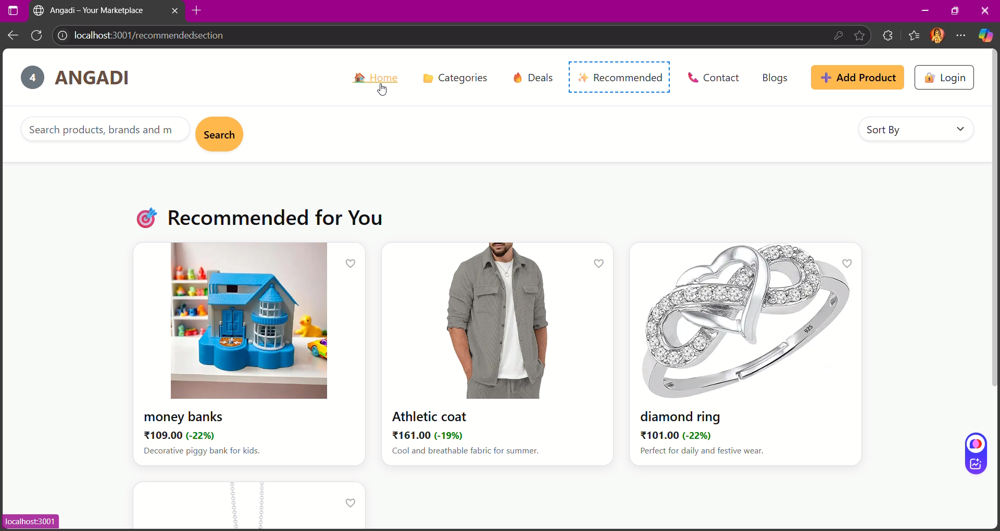 Angadi – Your Marketplace
localhost:3001/recommendedsection
4 ANGADI
Home Categories Deals Recommended Contact Blogs Add Product Login
Search products, brands and m Search Sort By
Recommended for You
925
money banks Athletic coat diamond ring
₹109.00 (-22%) ₹161.00 (-19%) ₹101.00 (-22%)
Decorative piggy bank for kids. Cool and breathable fabric for summer. Perfect for daily and festive wear.
localhost:3001